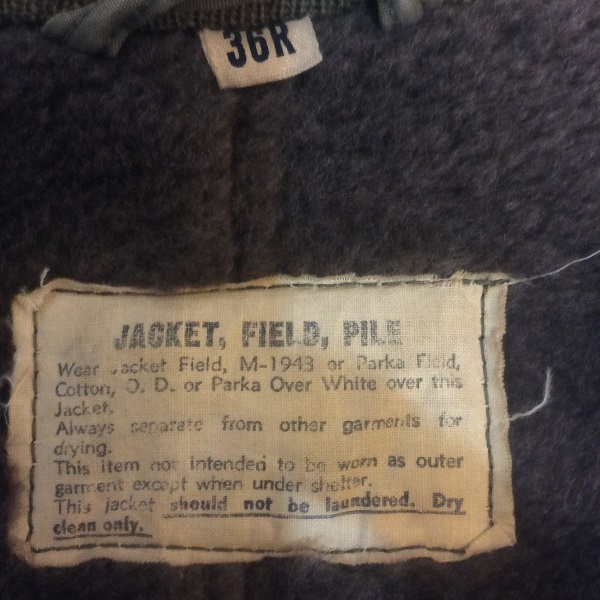 36R
JACKET, FIELD, PILE
Wear Jacket Field, M-1943 or Parka Field,
Cotton, O. D. or Parka Over White over this
Jacket.
Always separate from other garments for
drying.
This item not intended to be worn as outer
garment except when under shelter.
This jacket should not be laundered. Dry
clean only.